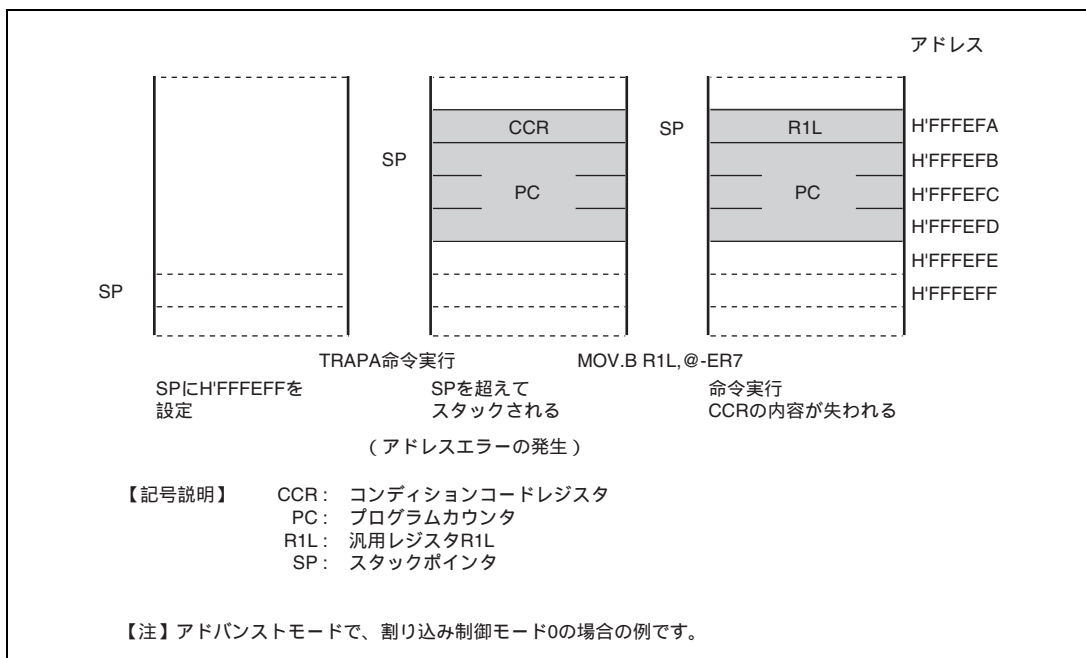 アドレス
CCR
SP
R1L
H'FFFEFA
SP
H'FFFEFB
PC
PC
H'FFFEFC
H'FFFEFD
H'FFFEFE
SP
H'FFFEFF
TRAPA命令実行
MOV.B R1L,@-ER7
SPにH'FFFEFFを
設定
SPを超えて
スタックされる
命令実行
CCRの内容が失われる
（アドレスエラーの発生）
【記号説明】 CCR : コンディションコードレジスタ
PC : プログラムカウンタ
R1L : 汎用レジスタR1L
SP : スタックポインタ
【注】アドバンストモードで、割り込み制御モード0の場合の例です。